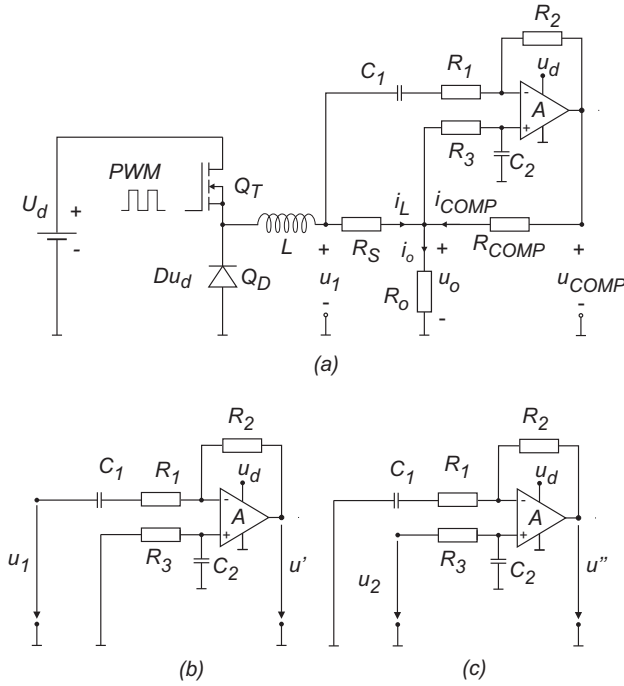 R2
C1
R1
ud
-
A
+
R3
C2
PWM
QT
Ud
+
-
iL
iCOMP
L
RS
io
RCOMP
+
+
+
Dud
QD
u1
Ro
uo
uCOMP
-
-
-
(a)
R2
C1
R1
ud
-
A
+
R3
C2
u1
u'
(b)
R2
C1
R1
ud
-
A
+
R3
C2
u2
u''
(c)